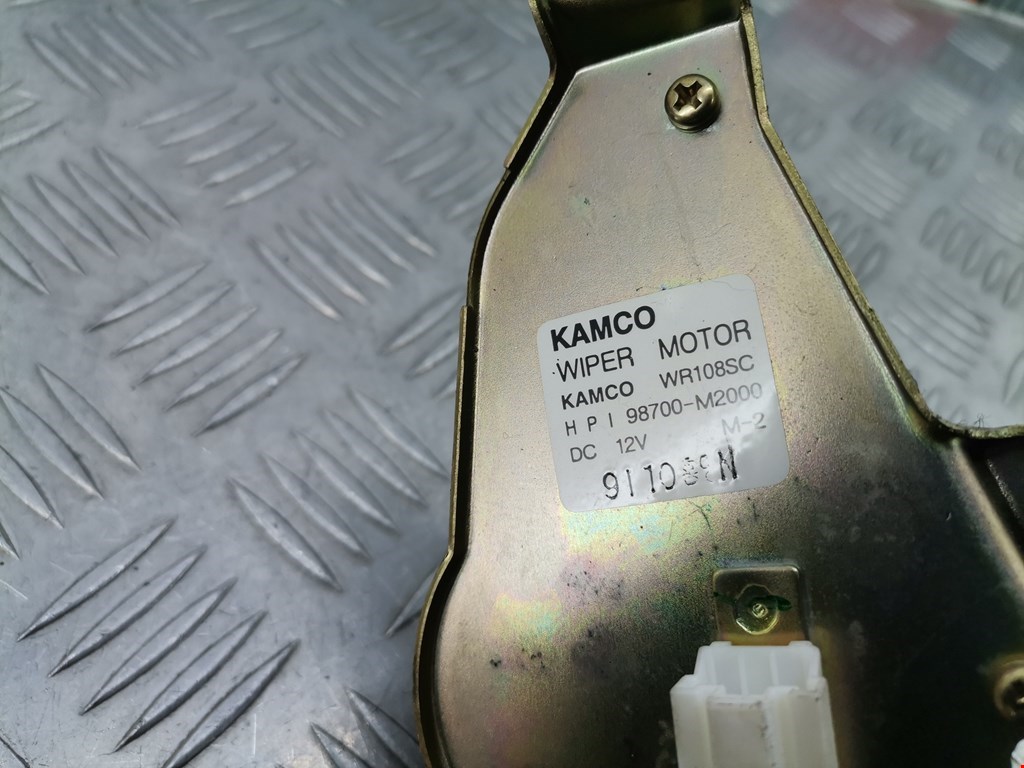 KAMCO
WIPER MOTOR
KAMCO WR108SC
H P I 98700-M2000
DC 12V M-2